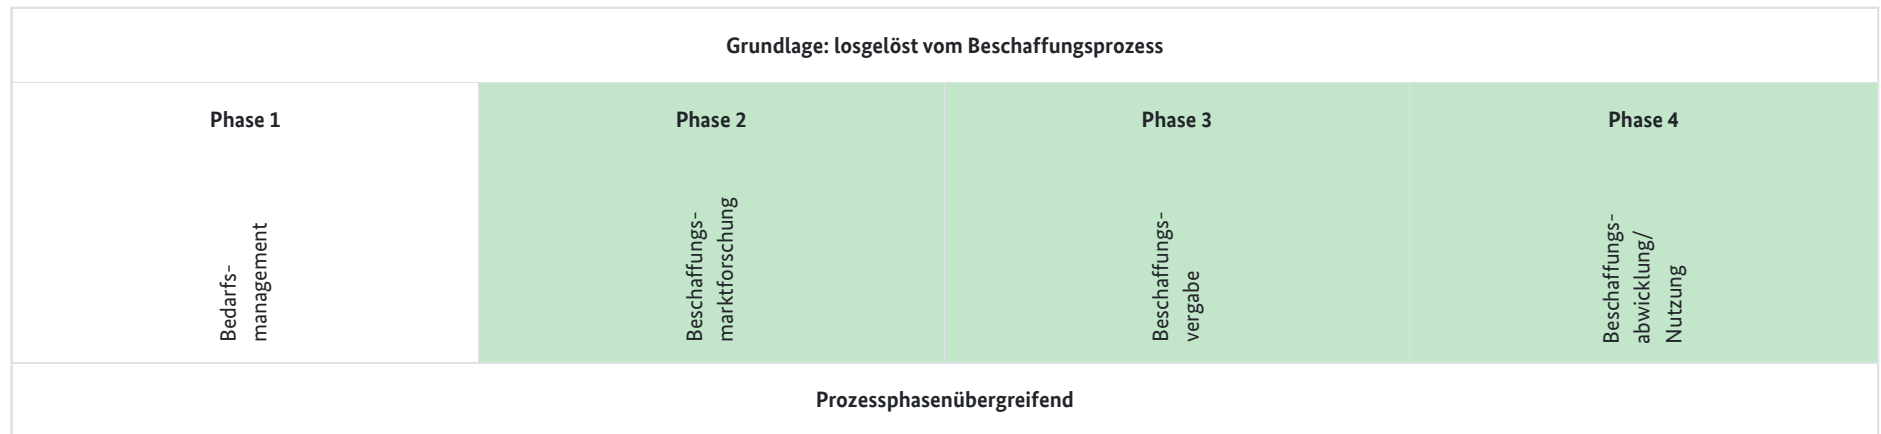 Grundlage: losgelöst vom Beschaffungsprozess
Phase 1
Bedarfs-
management
Phase 2
Beschaffungs-
marktforschung
Phase 3
Beschaffungs-
vergabe
Phase 4
Beschaffungs-
abwicklung/
Nutzung
Prozessphasenübergreifend